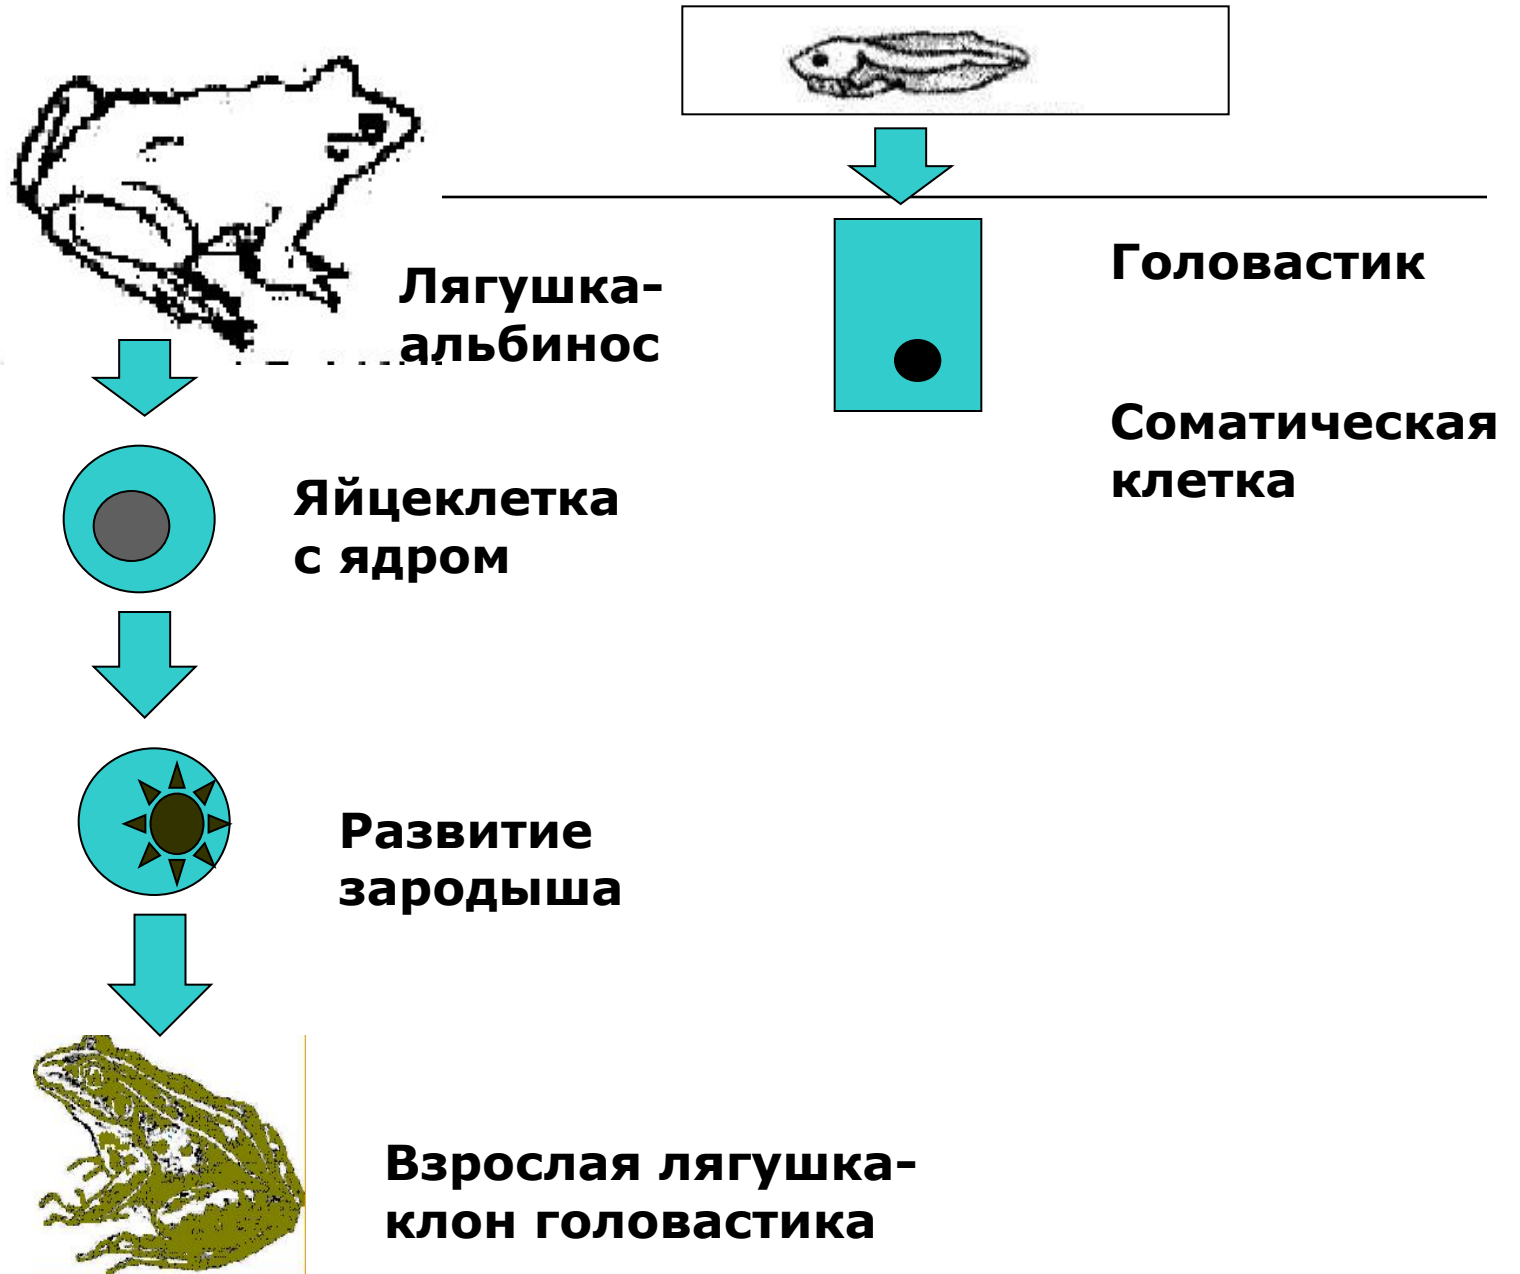 Лягушка-
альбинос
Головастик
Соматическая
клетка
Яйцеклетка
с ядром
Развитие
зародыша
Взрослая лягушка-
клон головастика